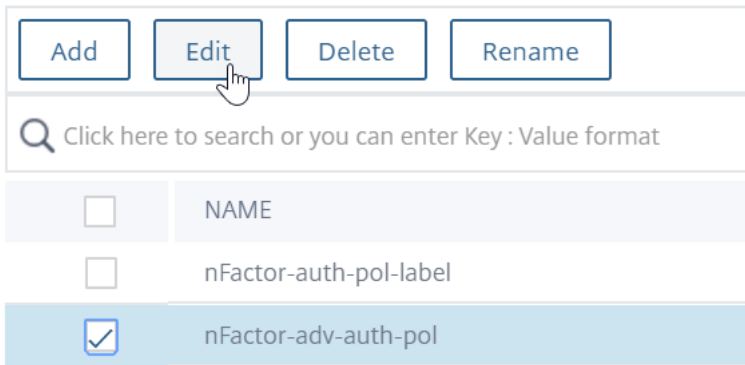 Add Edit Delete Rename
Click here to search or you can enter Key : Value format
NAME
nFactor-auth-pol-label
nFactor-adv-auth-pol